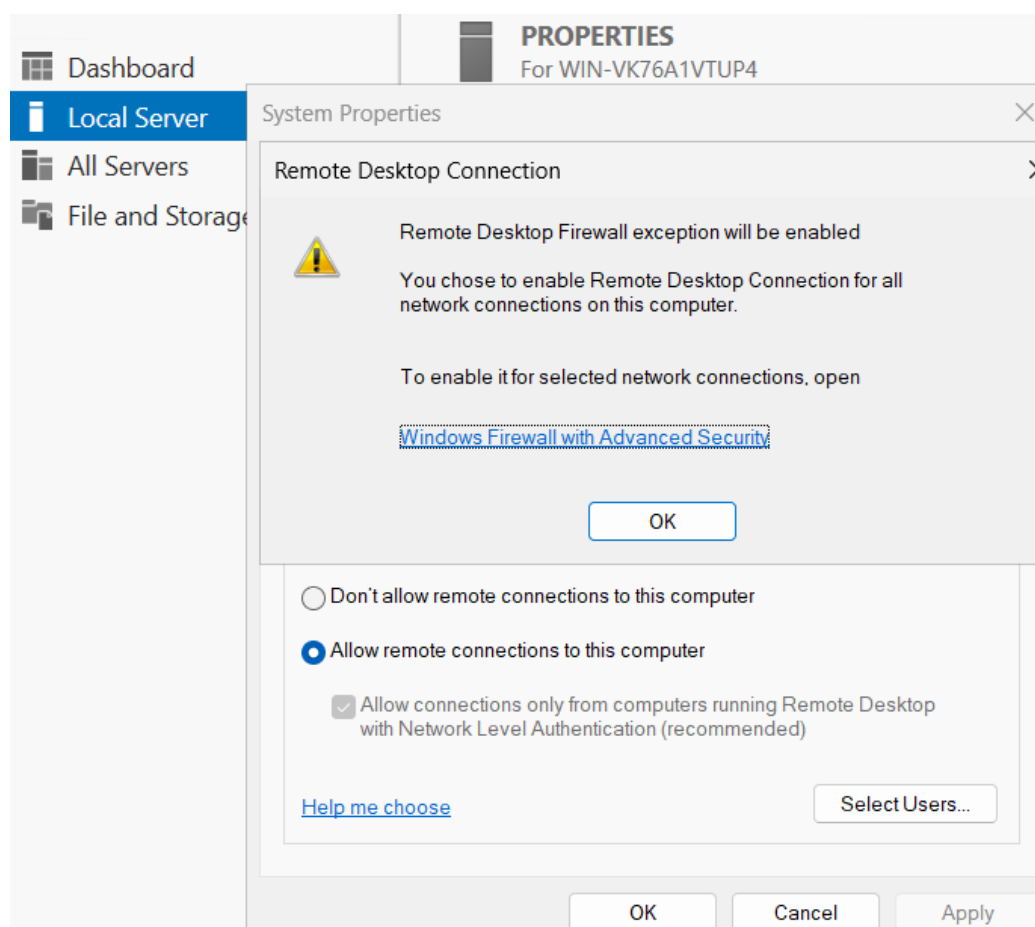 PROPERTIES
For WIN-VK76A1VTUP4
Dashboard
Local Server
All Servers
File and Storage
System Properties
Remote Desktop Connection
Remote Desktop Firewall exception will be enabled
You chose to enable Remote Desktop Connection for all
network connections on this computer.
To enable it for selected network connections, open
Windows Firewall with Advanced Security
OK
Don't allow remote connections to this computer
Allow remote connections to this computer
Allow connections only from computers running Remote Desktop
with Network Level Authentication (recommended)
Help me choose
Select Users...
OK
Cancel
Apply